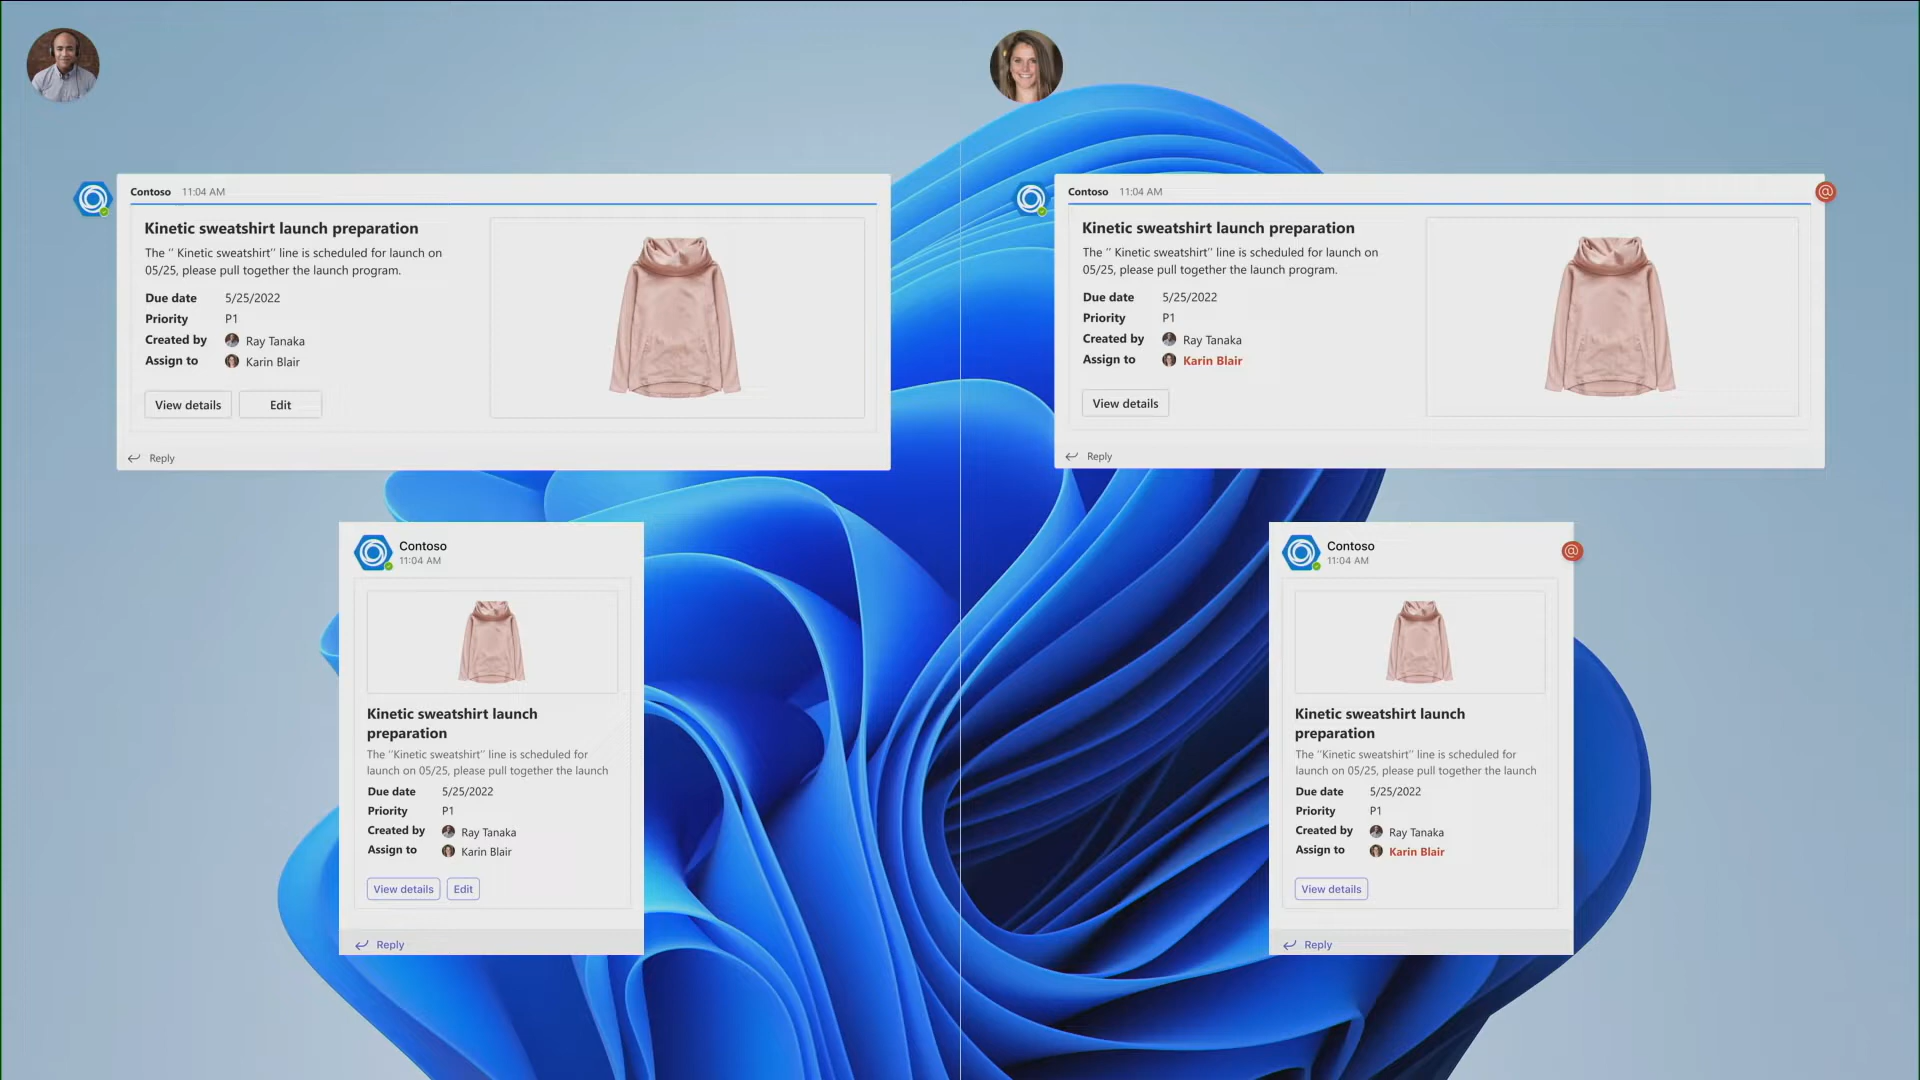 Contoso 11:04 AM
Kinetic sweatshirt launch preparation
The “ Kinetic sweatshirt” line is scheduled for launch on
05/25, please pull together the launch program.
Due date 5/25/2022
Priority P1
Created by Ray Tanaka
Assign to Karin Blair
View details Edit
Reply
Contoso 11:04 AM
@
Kinetic sweatshirt launch preparation
The “ Kinetic sweatshirt” line is scheduled for launch on
05/25, please pull together the launch program.
Due date 5/25/2022
Priority P1
Created by Ray Tanaka
Assign to Karin Blair
View details
Reply
Contoso
11:04 AM
Kinetic sweatshirt launch
preparation
The “Kinetic sweatshirt” line is scheduled for
launch on 05/25, please pull together the launch
Due date 5/25/2022
Priority P1
Created by Ray Tanaka
Assign to Karin Blair
View details Edit
Reply
Contoso
11:04 AM
@
Kinetic sweatshirt launch
preparation
The “Kinetic sweatshirt” line is scheduled for
launch on 05/25, please pull together the launch
Due date 5/25/2022
Priority P1
Created by Ray Tanaka
Assign to Karin Blair
View details
Reply